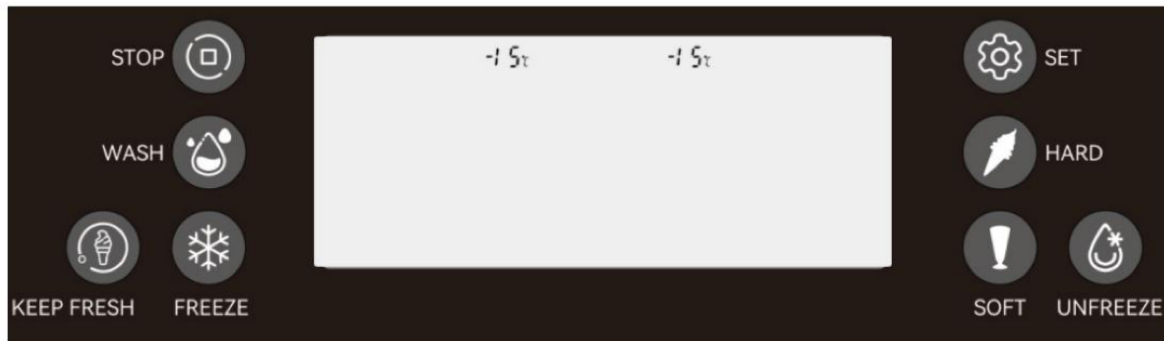 STOP
-15℃ -15℃
SET
WASH
HARD
KEEP FRESH
FREEZE
SOFT
UNFREEZE